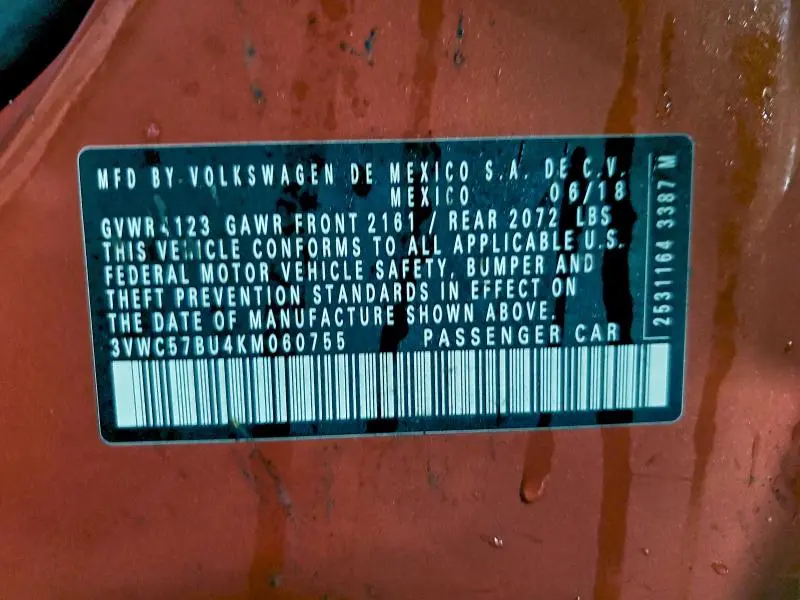 MFD BY VOLKSWAGEN DE MEXICO S.A. DE C.V.
MEXICO 06/18
GVWR 4123 GAWR FRONT 2161 / REAR 2072 LBS
THIS VEHICLE CONFORMS TO ALL APPLICABLE U.S.
FEDERAL MOTOR VEHICLE SAFETY, BUMPER AND
THEFT PREVENTION STANDARDS IN EFFECT ON
THE DATE OF MANUFACTURE SHOWN ABOVE.
3VWC57BU4KM060755 PASSENGER CAR
2531164 3387 M